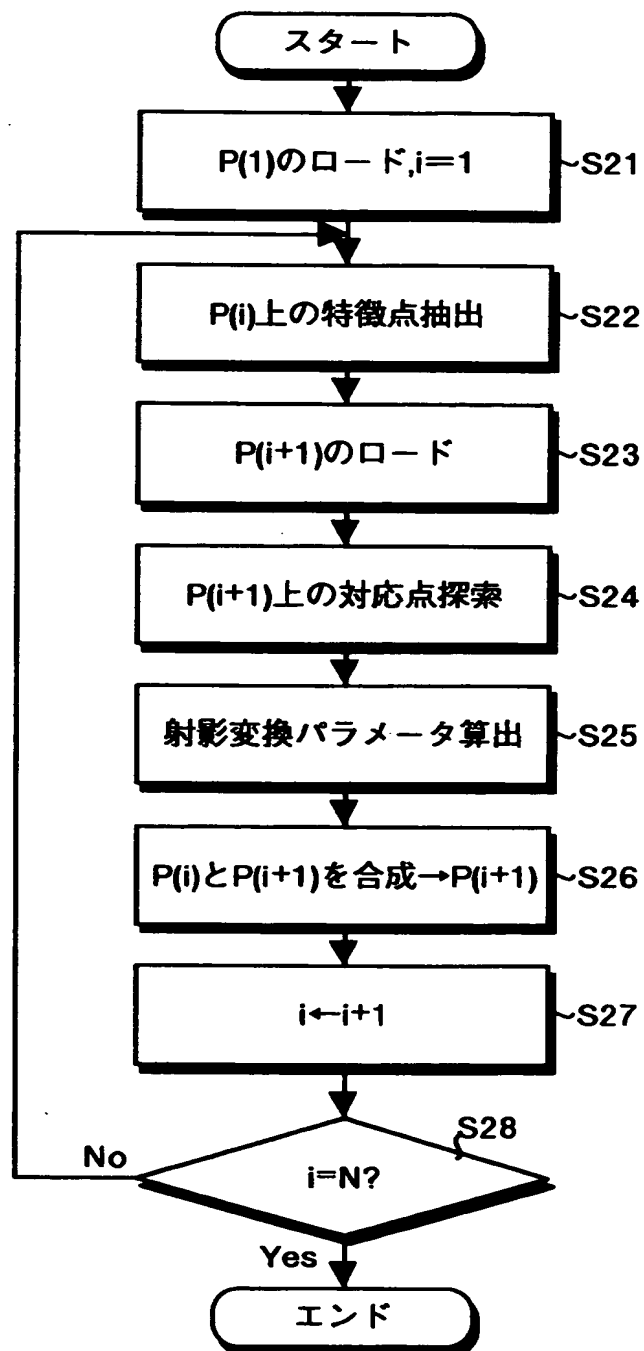 スタート
P(1)のロード,i＝1
S21
P(i)上の特徴点抽出
S22
P(i+1)のロード
S23
P(i+1)上の対応点探索
S24
射影変換パラメータ算出
S25
P(i)とP(i+1)を合成→P(i+1)
S26
i←i+1
S27
S28
No
i=N?
Yes
エンド